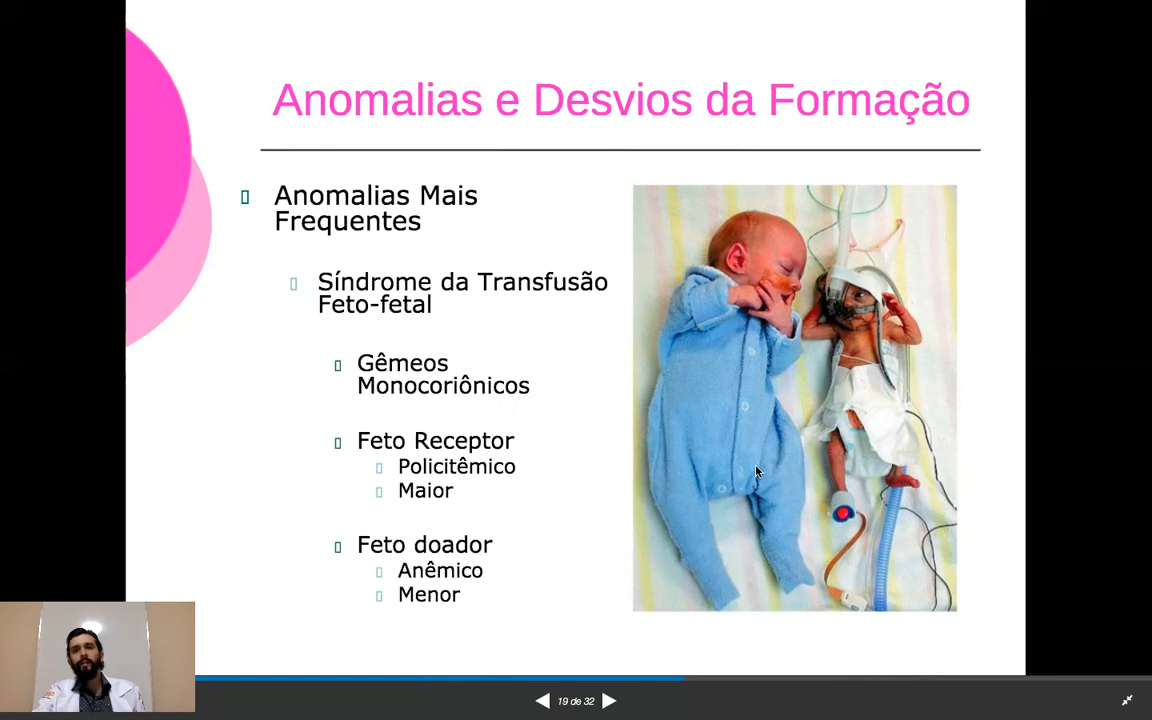 Anomalias e Desvios da Formação
Anomalias Mais
Frequentes
Síndrome da Transfusão
Feto-fetal
Gêmeos
Monocoriônicos
Feto Receptor
Policitêmico
Maior
Feto doador
Anêmico
Menor
19 de 32